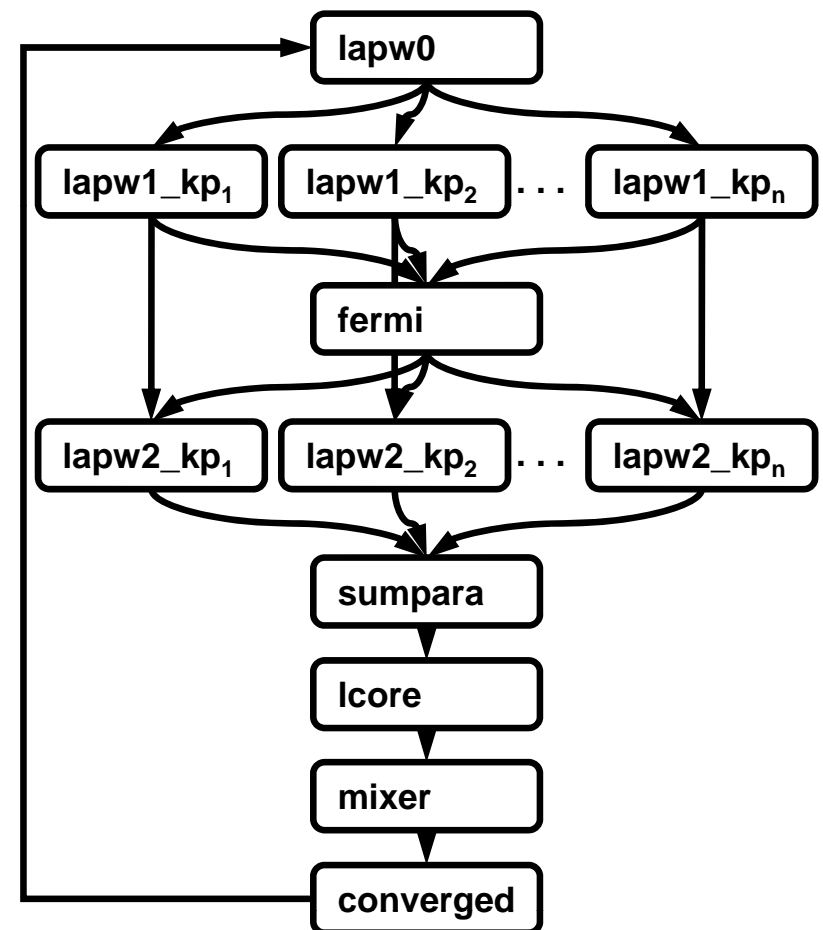 lapw0
lapw1_kp₁ lapw1_kp₂ . . . lapw1_kpₙ
fermi
lapw2_kp₁ lapw2_kp₂ . . . lapw2_kpₙ
sumpara
lcore
mixer
converged